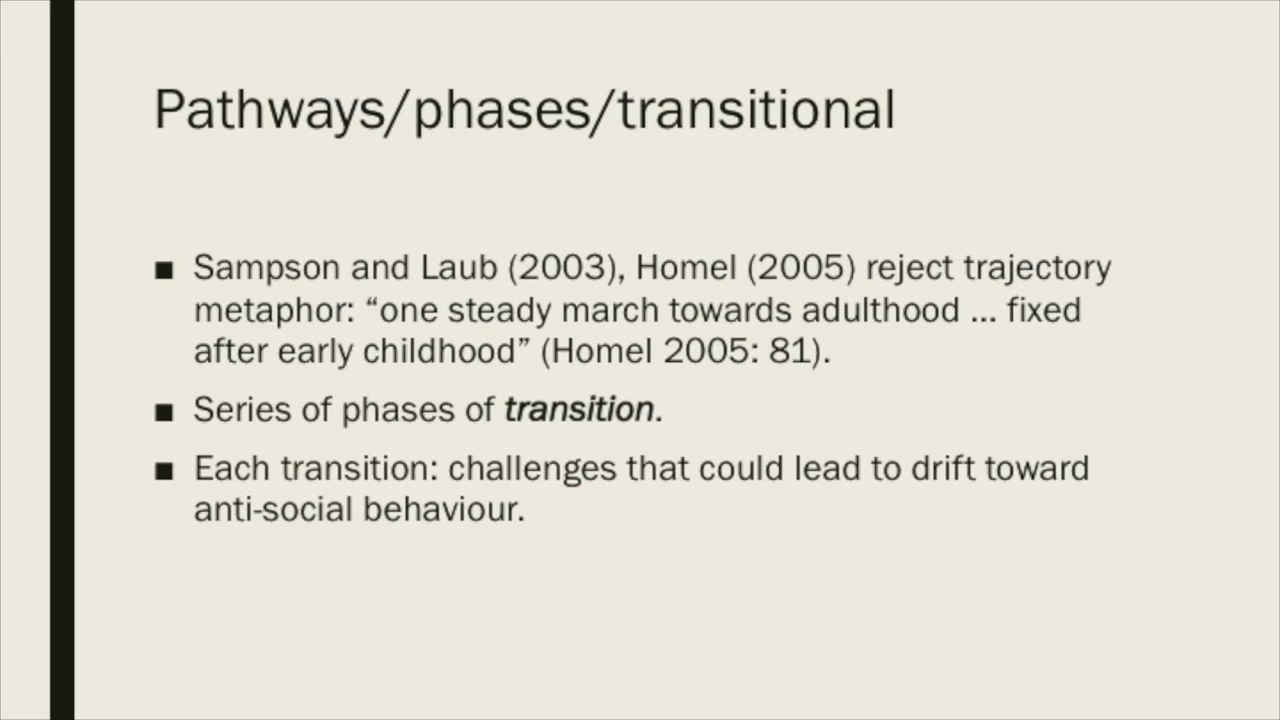 Pathways/phases/transitional
■ Sampson and Laub (2003), Homel (2005) reject trajectory
metaphor: “one steady march towards adulthood ... fixed
after early childhood” (Homel 2005: 81).
■ Series of phases of transition.
■ Each transition: challenges that could lead to drift toward
anti-social behaviour.